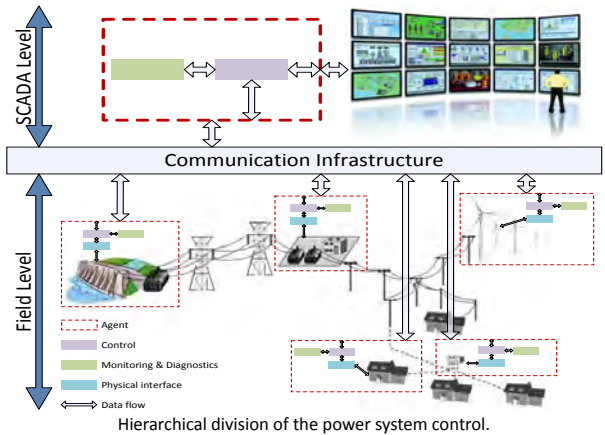 SCADA Level
Communication Infrastructure
Field Level
Agent
Control
Monitoring & Diagnostics
Physical interface
Data flow
Hierarchical division of the power system control.